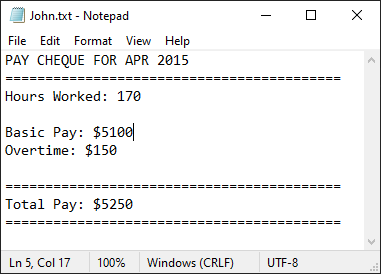 John.txt - Notepad
File Edit Format View Help
PAY CHEQUE FOR APR 2015
========================================
Hours Worked: 170
Basic Pay: $5100
Overtime: $150
========================================
Total Pay: $5250
========================================
Ln 5, Col 17 100% Windows (CRLF) UTF-8